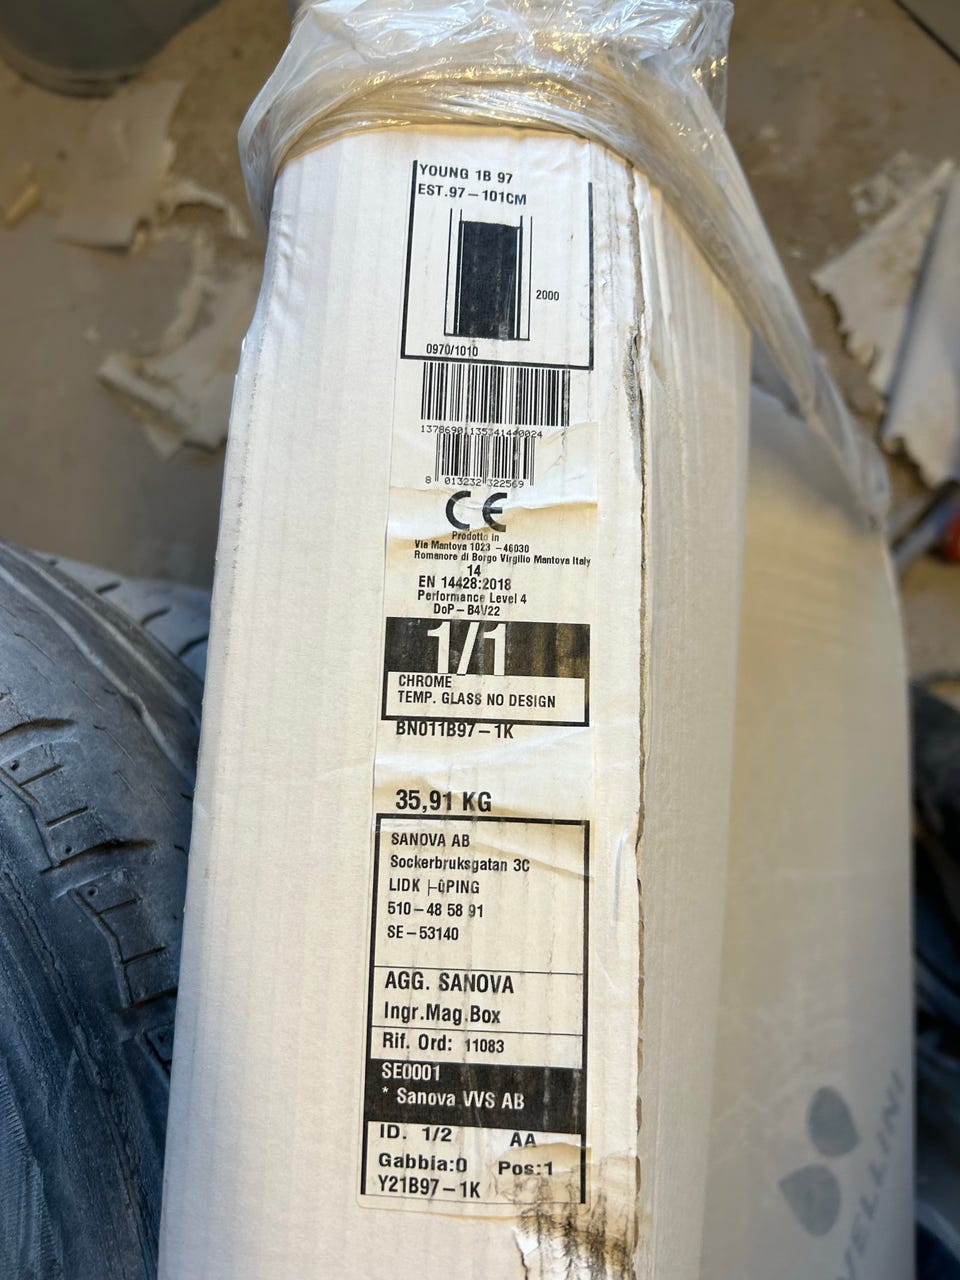 YOUNG 1B 97
EST.97-101CM
2000
0970/1010
13786901135341440024
8 013232 322569
CE
Prodotto in
Via Mantova 1023 -46030
Romanore di Borgo Virgilio Mantova Italy
14
EN 14428:2018
Performance Level 4
DoP-B4V22
1/1
CHROME
TEMP. GLASS NO DESIGN
BN011B97-1K
35,91 KG
SANOVA AB
Sockerbruksgatan 3C
LIDK├ÛPING
510-48 58 91
SE-53140
AGG. SANOVA
Ingr.Mag.Box
Rif. Ord: 11083
SE0001
* Sanova VVS AB
ID. 1/2 AA
Gabbia:0 Pos:1
Y21B97-1K
VELLINI